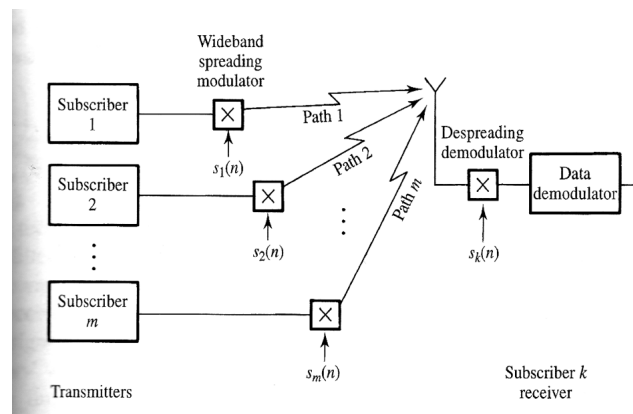 Wideband
spreading
modulator
Subscriber
1
×
Path 1
s₁(n)
Subscriber
2
×
Path 2
s₂(n)
Subscriber
m
×
Path m
sₘ(n)
Despreading
demodulator
×
sₖ(n)
Data
demodulator
Transmitters
Subscriber k
receiver